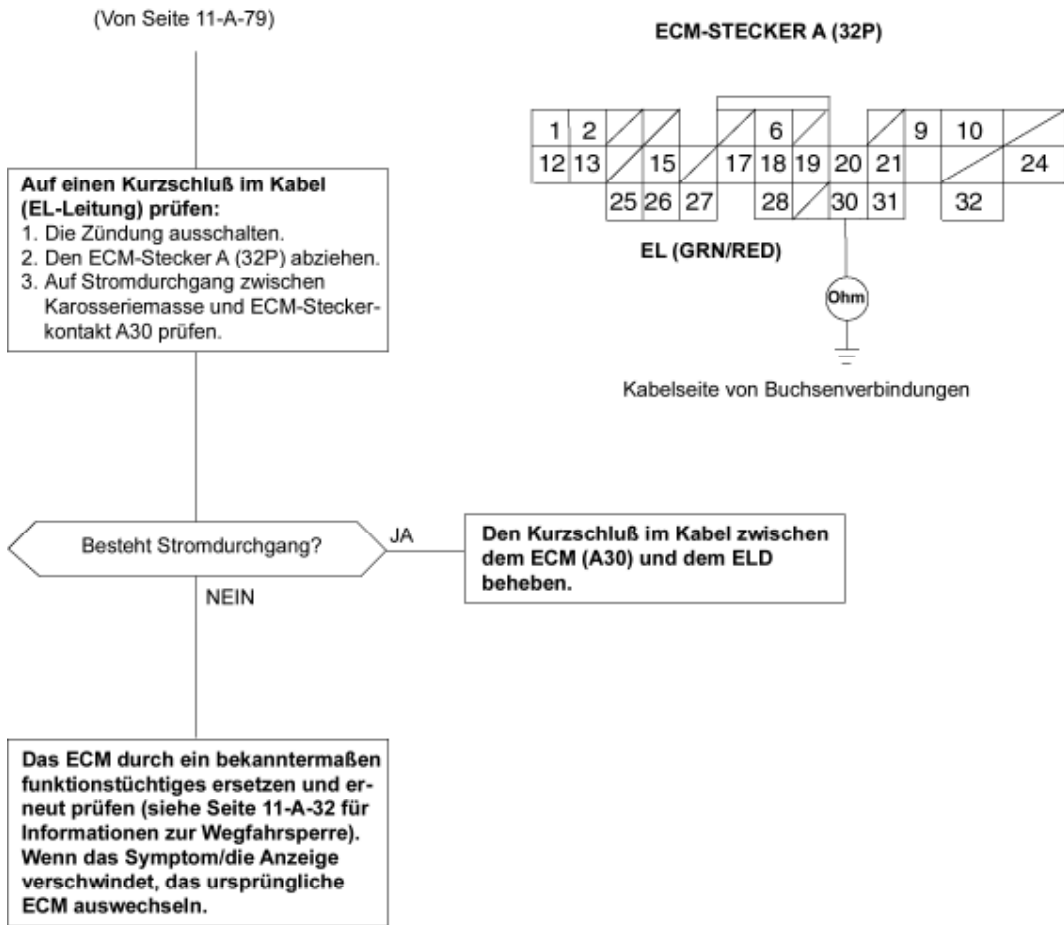 (Von Seite 11-A-79)
ECM-STECKER A (32P)
1 2 6 9 10
12 13 15 17 18 19 20 21 24
25 26 27 28 30 31 32
EL (GRN/RED)
Ohm
Kabelseite von Buchsenverbindungen
Auf einen Kurzschluß im Kabel
(EL-Leitung) prüfen:
1. Die Zündung ausschalten.
2. Den ECM-Stecker A (32P) abziehen.
3. Auf Stromdurchgang zwischen
Karosseriemasse und ECM-Stecker-
kontakt A30 prüfen.
Besteht Stromdurchgang?
JA
Den Kurzschluß im Kabel zwischen
dem ECM (A30) und dem ELD
beheben.
NEIN
Das ECM durch ein bekanntermaßen
funktionstüchtiges ersetzen und er-
neut prüfen (siehe Seite 11-A-32 für
Informationen zur Wegfahrsperre).
Wenn das Symptom/die Anzeige
verschwindet, das ursprüngliche
ECM auswechseln.